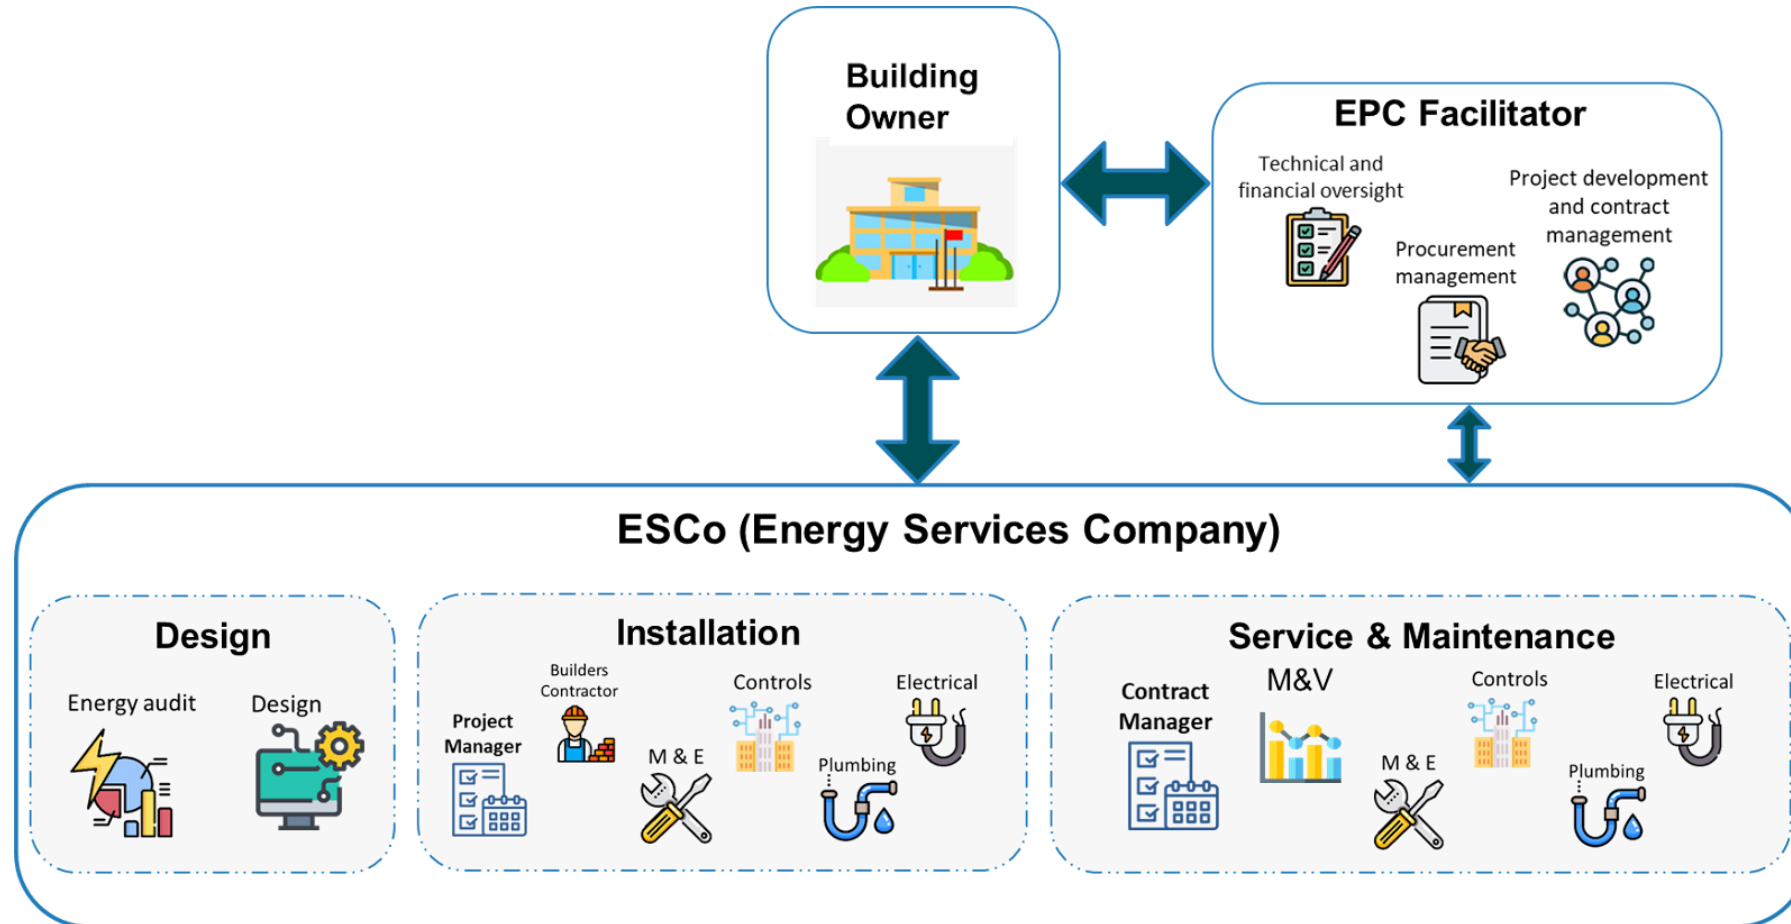 Building
Owner
EPC Facilitator
Technical and
financial oversight
Procurement
management
Project development
and contract
management
ESCo (Energy Services Company)
Design
Energy audit
Design
Installation
Project
Manager
Builders
Contractor
M & E
Controls
Plumbing
Electrical
Service & Maintenance
Contract
Manager
M&V
M & E
Controls
Plumbing
Electrical